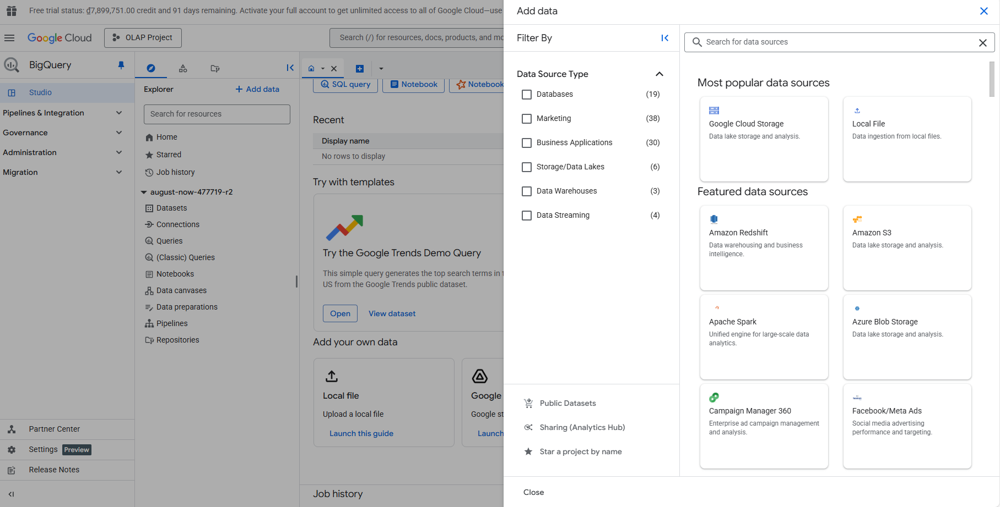 Free trial status: ₫7,899,751.00 credit and 91 days remaining. Activate your full account to get unlimited access to all of Google Cloud—use
Google Cloud
OLAP Project
Search (/) for resources, docs, products, and mo
BigQuery
Studio
Pipelines & Integration
Governance
Administration
Migration
Partner Center
Settings Preview
Release Notes
Explorer
Add data
Search for resources
Home
Starred
Job history
august-now-477719-r2
Datasets
Connections
Queries
(Classic) Queries
Notebooks
Data canvases
Data preparations
Pipelines
Repositories
SQL query
Notebook
Notebook
Recent
Display name
No rows to display
Try with templates
Try the Google Trends Demo Query
This simple query generates the top search terms in t
US from the Google Trends public dataset.
Open
View dataset
Add your own data
Local file
Upload a local file
Launch this guide
Google
Google st
Launch
Job history
Add data
Filter By
Data Source Type
Databases (19)
Marketing (38)
Business Applications (30)
Storage/Data Lakes (6)
Data Warehouses (3)
Data Streaming (4)
Public Datasets
Sharing (Analytics Hub)
Star a project by name
Close
Search for data sources
Most popular data sources
Google Cloud Storage
Data lake storage and analysis.
Local File
Data ingestion from local files.
Featured data sources
Amazon Redshift
Data warehousing and business
intelligence.
Amazon S3
Data lake storage and analysis.
Apache Spark
Unified engine for large-scale data
analytics.
Azure Blob Storage
Data lake storage and analysis.
Campaign Manager 360
Enterprise ad campaign management
and analysis.
Facebook/Meta Ads
Social media advertising
performance and targeting.